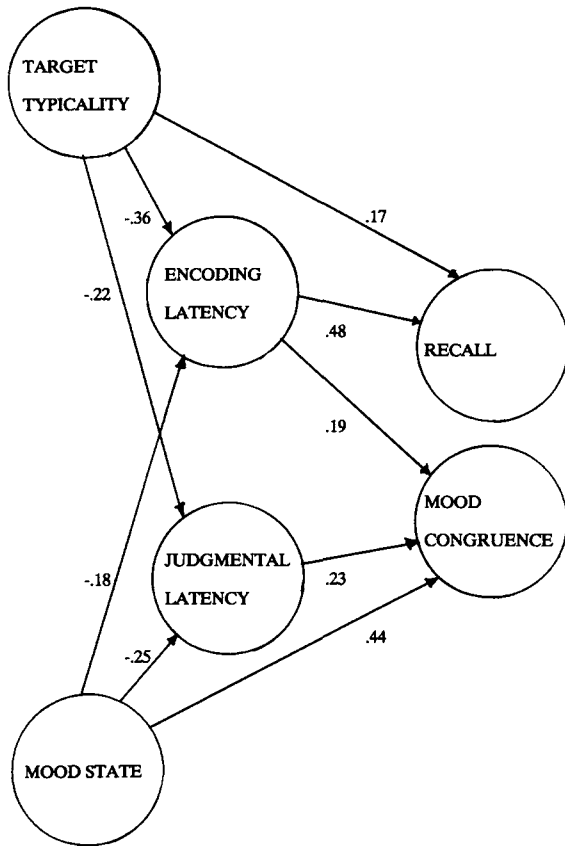 TARGET
TYPICALITY
-.36
.17
ENCODING
LATENCY
-.22
.48
RECALL
.19
MOOD
CONGRUENCE
JUDGMENTAL
LATENCY
.23
-.18
.44
-.25
MOOD STATE